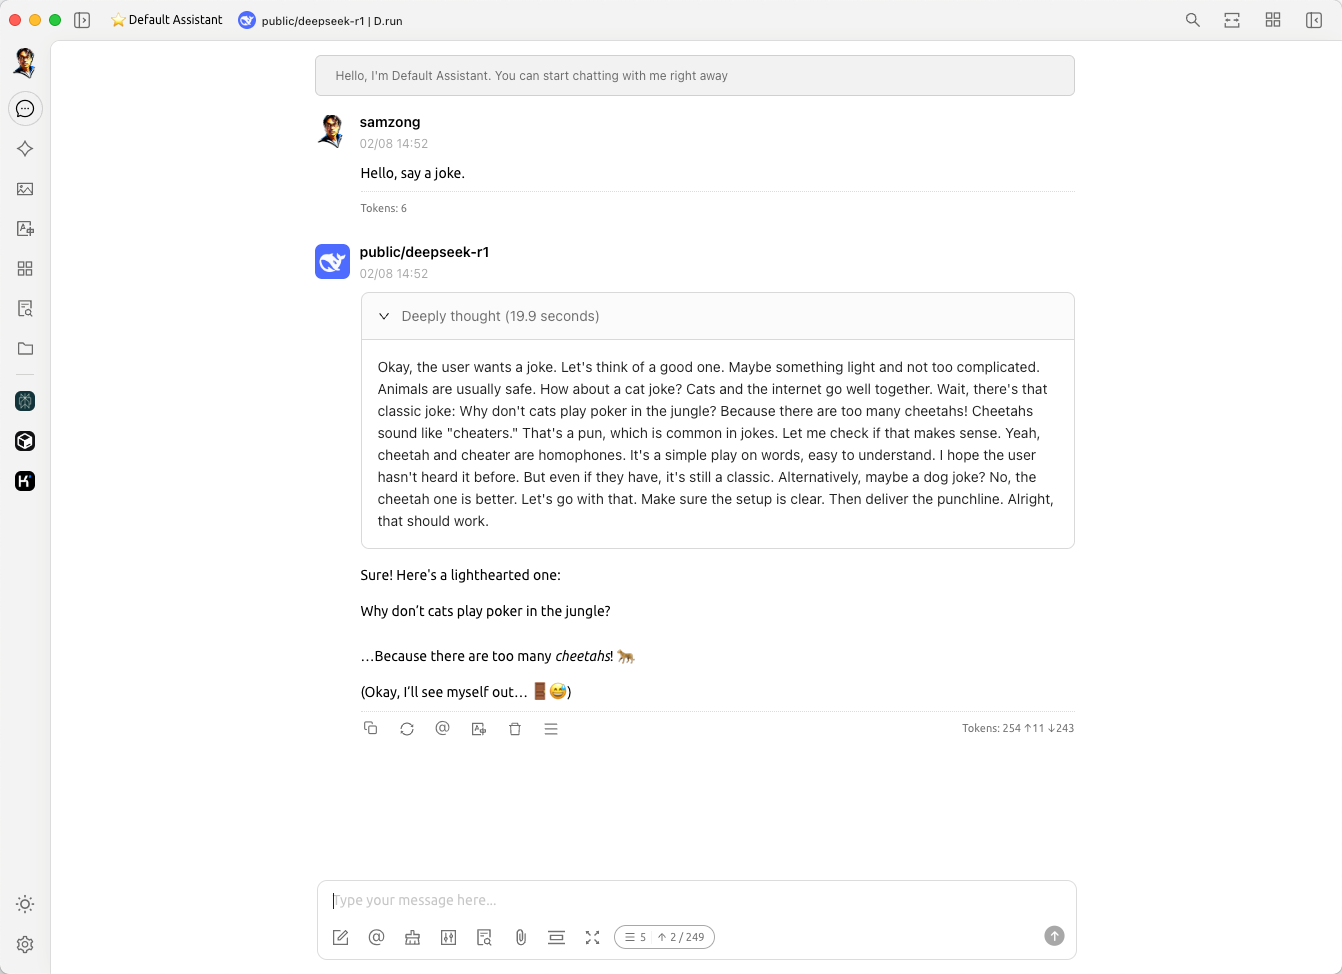 Default Assistant
public/deepseek-r1 | D.run
Hello, I'm Default Assistant. You can start chatting with me right away
samzong
02/08 14:52
Hello, say a joke.
Tokens: 6
public/deepseek-r1
02/08 14:52
Deeply thought (19.9 seconds)
Okay, the user wants a joke. Let's think of a good one. Maybe something light and not too complicated.
Animals are usually safe. How about a cat joke? Cats and the internet go well together. Wait, there's that
classic joke: Why don't cats play poker in the jungle? Because there are too many cheetahs! Cheetahs
sound like "cheaters." That's a pun, which is common in jokes. Let me check if that makes sense. Yeah,
cheetah and cheater are homophones. It's a simple play on words, easy to understand. I hope the user
hasn't heard it before. But even if they have, it's still a classic. Alternatively, maybe a dog joke? No, the
cheetah one is better. Let's go with that. Make sure the setup is clear. Then deliver the punchline. Alright,
that should work.
Sure! Here's a lighthearted one:
Why don’t cats play poker in the jungle?
…Because there are too many cheetahs! 🐆
(Okay, I’ll see myself out… 🚪😅)
Tokens: 254 ↑11 ↓243
Type your message here...
5 ↑ 2 / 249